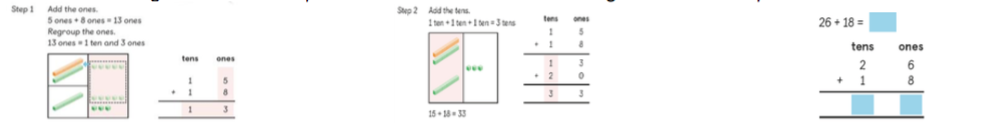 Step 1 Add the ones.
5 ones + 8 ones = 13 ones
Regroup the ones.
13 ones = 1 ten and 3 ones
tens ones
1 5
+ 1 8
1 3
Step 2 Add the tens.
1 ten + 1 ten + 1 ten = 3 tens
tens ones
1 5
+ 1 8
1 3
+ 2 0
3 3
15 + 18 = 33
26 + 18 =
tens ones
2 6
+ 1 8